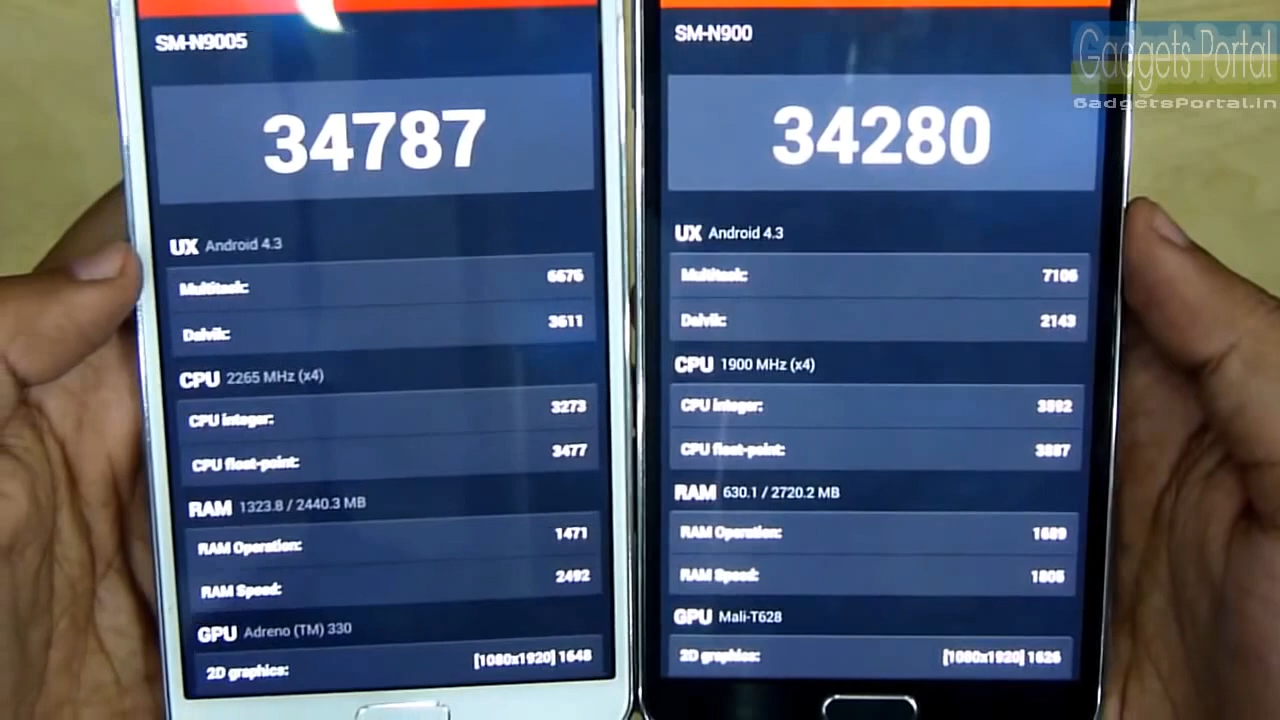 Gadgets Portal
GadgetsPortal.in
SM-N9005
34787
UX Android 4.3
Multitask: 6676
Dalvik: 3611
CPU 2265 MHz (x4)
CPU integer: 3273
CPU float-point: 3477
RAM 1323.8 / 2440.3 MB
RAM Operation: 1471
RAM Speed: 2492
GPU Adreno (TM) 330
2D graphics: [1080x1920] 1648
SM-N900
34280
UX Android 4.3
Multitask: 7106
Dalvik: 2143
CPU 1900 MHz (x4)
CPU integer: 3592
CPU float-point: 3887
RAM 630.1 / 2720.2 MB
RAM Operation: 1689
RAM Speed: 1805
GPU Mali-T628
2D graphics: [1080x1920] 1626